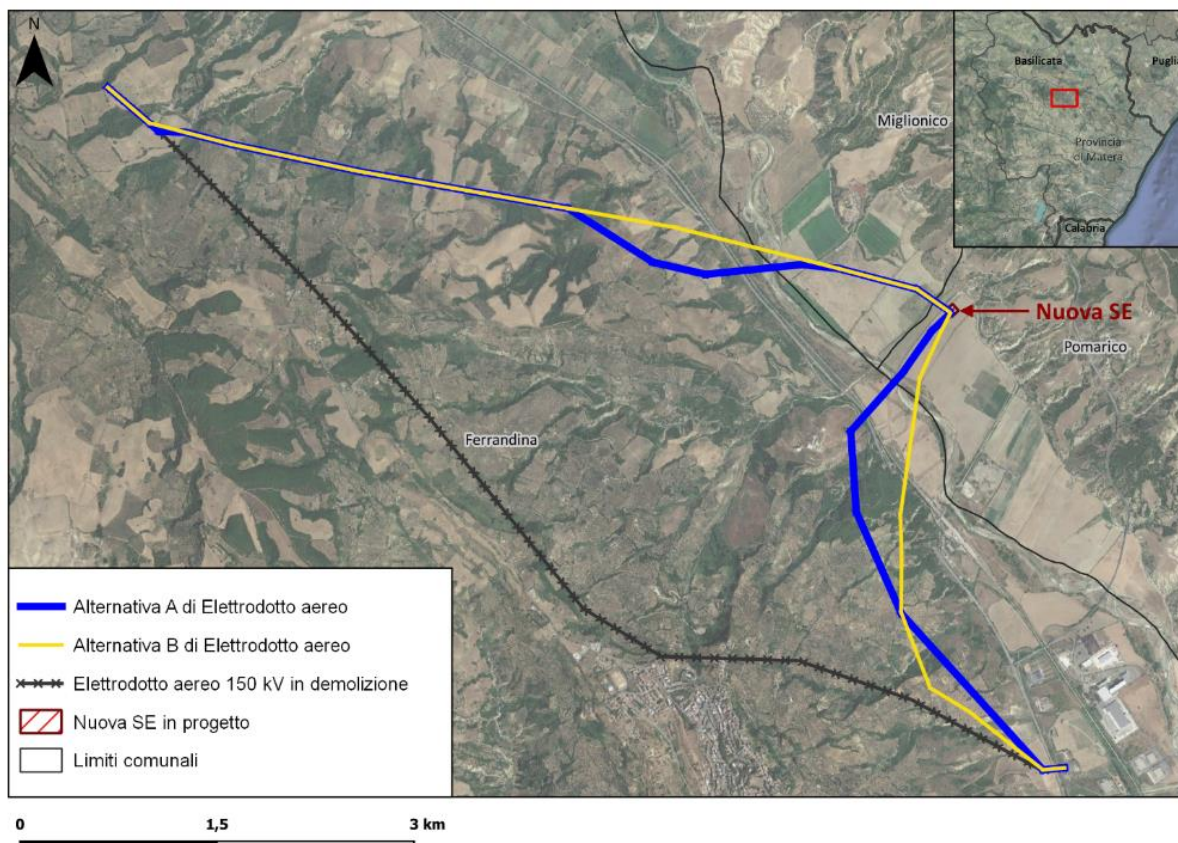 N
Basilicata
Puglia
Miglionico
Provincia
di Matera
Calabria
Nuova SE
Pomarico
Ferrandina
Alternativa A di Elettrodotto aereo
Alternativa B di Elettrodotto aereo
Elettrodotto aereo 150 kV in demolizione
Nuova SE in progetto
Limiti comunali
0 1,5 3 km